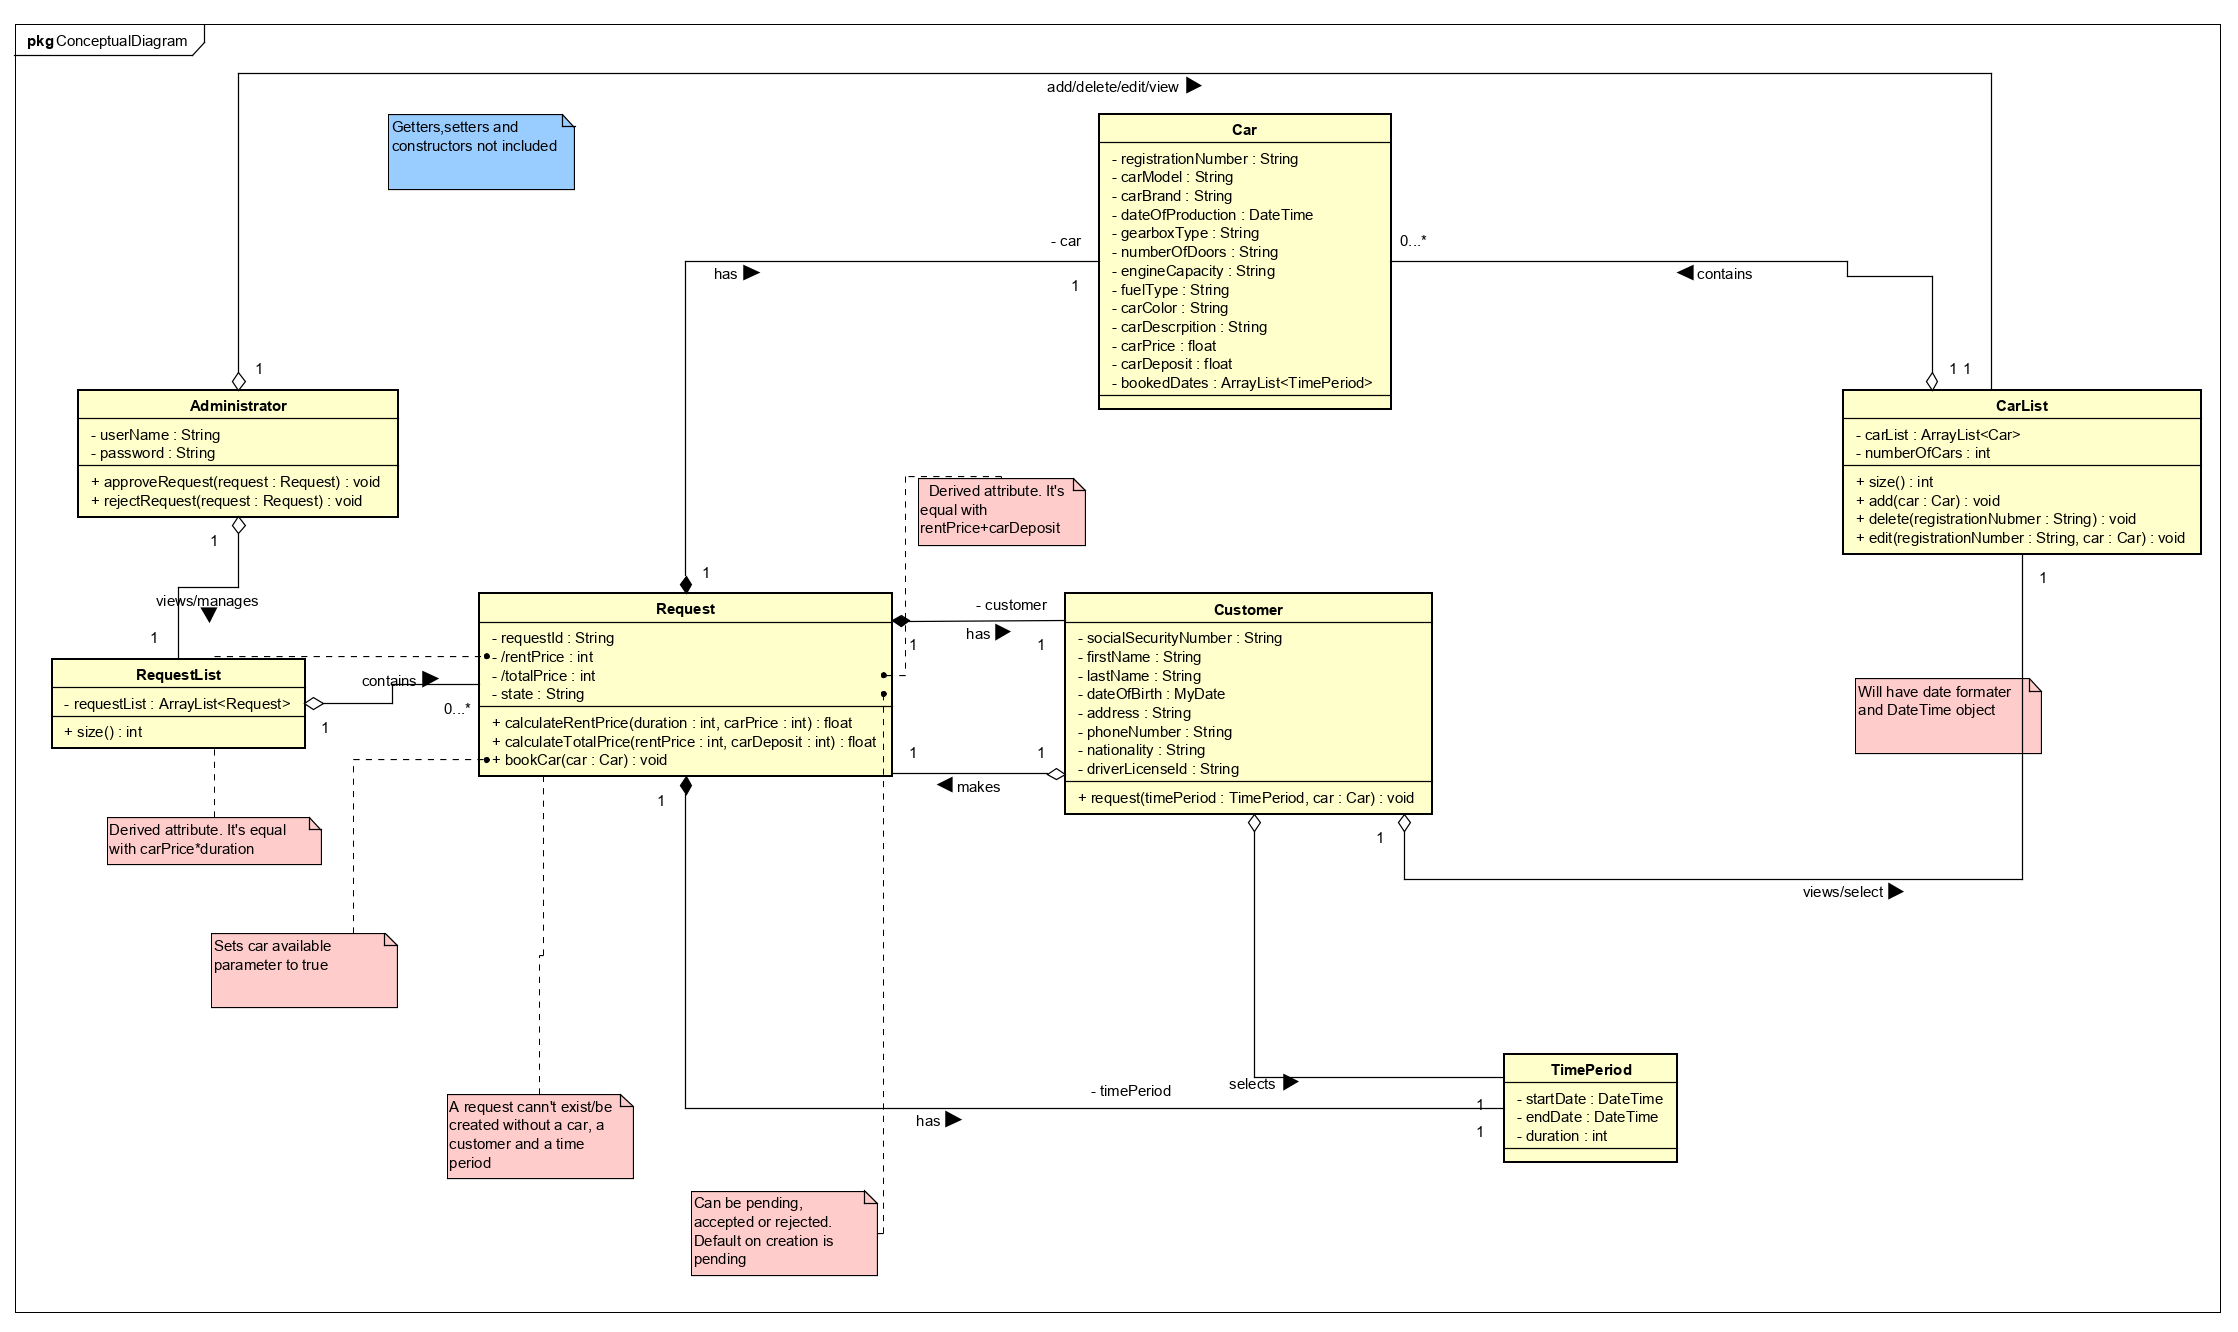 pkg ConceptualDiagram
add/delete/edit/view
Getters,setters and
constructors not included
Car
- registrationNumber : String
- carModel : String
- carBrand : String
- dateOfProduction : DateTime
- gearboxType : String
- numberOfDoors : String
- engineCapacity : String
- fuelType : String
- carColor : String
- carDescrpition : String
- carPrice : float
- carDeposit : float
- bookedDates : ArrayList<TimePeriod>
- car
1
has
0...*
contains
1
1 1
Administrator
- userName : String
- password : String
+ approveRequest(request : Request) : void
+ rejectRequest(request : Request) : void
CarList
- carList : ArrayList<Car>
- numberOfCars : int
+ size() : int
+ add(car : Car) : void
+ delete(registrationNubmer : String) : void
+ edit(registrationNumber : String, car : Car) : void
1
Derived attribute. It's
equal with
rentPrice+carDeposit
1
1
views/manages
1
RequestList
- requestList : ArrayList<Request>
+ size() : int
contains
0...*
1
Request
- requestId : String
- /rentPrice : int
- /totalPrice : int
- state : String
+ calculateRentPrice(duration : int, carPrice : int) : float
+ calculateTotalPrice(rentPrice : int, carDeposit : int) : float
+ bookCar(car : Car) : void
- customer
has
1
1
1
1
makes
Customer
- socialSecurityNumber : String
- firstName : String
- lastName : String
- dateOfBirth : MyDate
- address : String
- phoneNumber : String
- nationality : String
- driverLicenseId : String
+ request(timePeriod : TimePeriod, car : Car) : void
Will have date formater
and DateTime object
1
1
views/select
Derived attribute. It's equal
with carPrice*duration
Sets car available
parameter to true
A request cann't exist/be
created without a car, a
customer and a time
period
- timePeriod
has
selects
1
1
TimePeriod
- startDate : DateTime
- endDate : DateTime
- duration : int
Can be pending,
accepted or rejected.
Default on creation is
pending